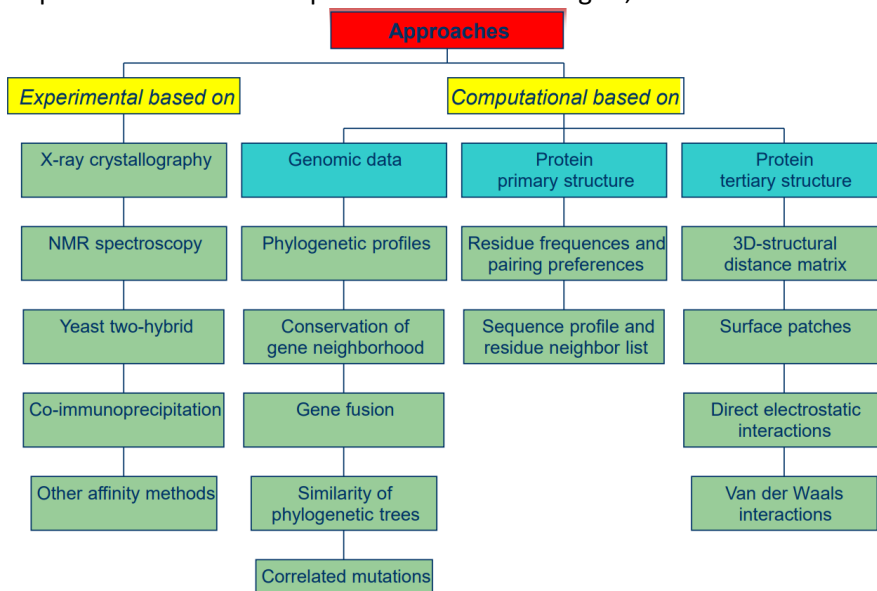 Approaches
Experimental based on
Computational based on
X-ray crystallography
Genomic data
Protein
primary structure
Protein
tertiary structure
NMR spectroscopy
Phylogenetic profiles
Residue frequences and
pairing preferences
3D-structural
distance matrix
Yeast two-hybrid
Conservation of
gene neighborhood
Sequence profile and
residue neighbor list
Surface patches
Co-immunoprecipitation
Gene fusion
Direct electrostatic
interactions
Other affinity methods
Similarity of
phylogenetic trees
Van der Waals
interactions
Correlated mutations